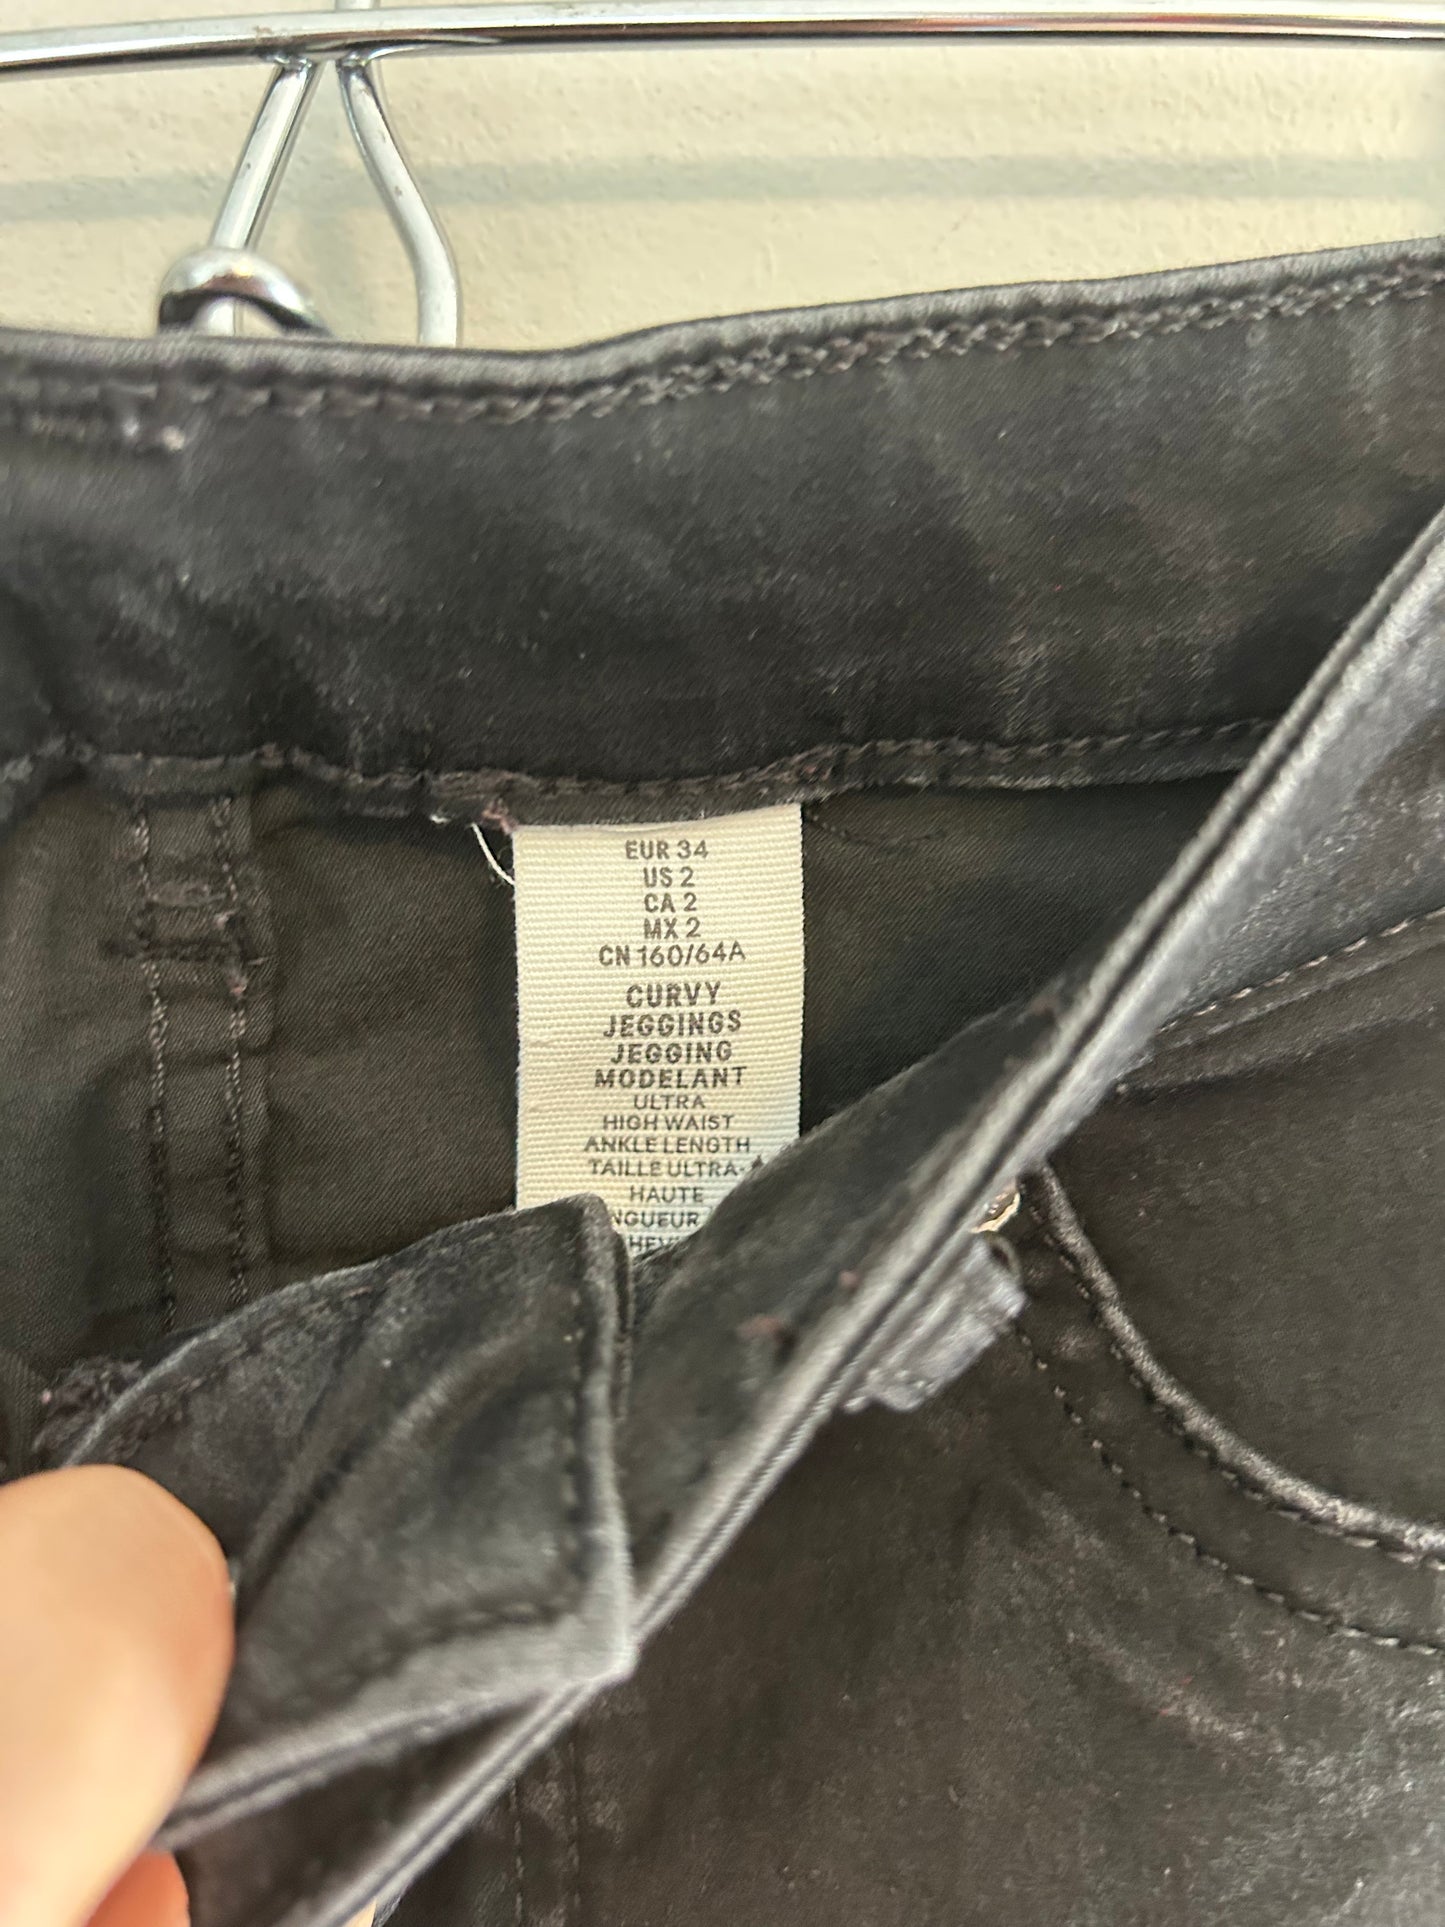 EUR 34
US 2
CA 2
MX 2
CN 160/64A
CURVY
JEGGINGS
JEGGING
MODELANT
ULTRA
HIGH WAIST
ANKLE LENGTH
TAILLE ULTRA-
HAUTE